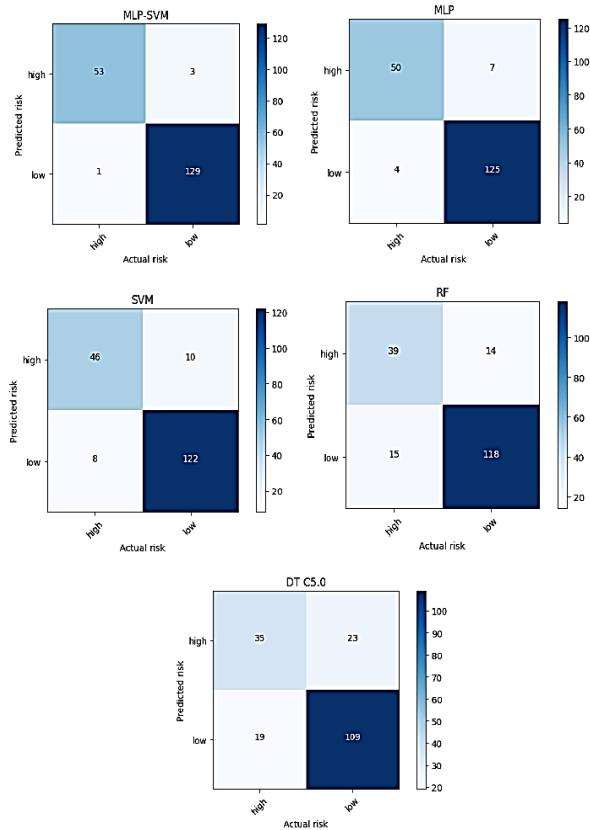 MLP-SVM
120
100
80
60
40
20
high
low
53
3
1
129
Predicted risk
high
low
Actual risk
MLP
120
100
80
60
40
20
high
low
50
7
4
125
Predicted risk
high
low
Actual risk
SVM
120
100
80
60
40
20
high
low
46
10
8
122
Predicted risk
high
low
Actual risk
RF
100
80
60
40
20
high
low
39
14
15
118
Predicted risk
high
low
Actual risk
DT C5.0
100
90
80
70
60
50
40
30
20
high
low
35
23
19
109
Predicted risk
high
low
Actual risk